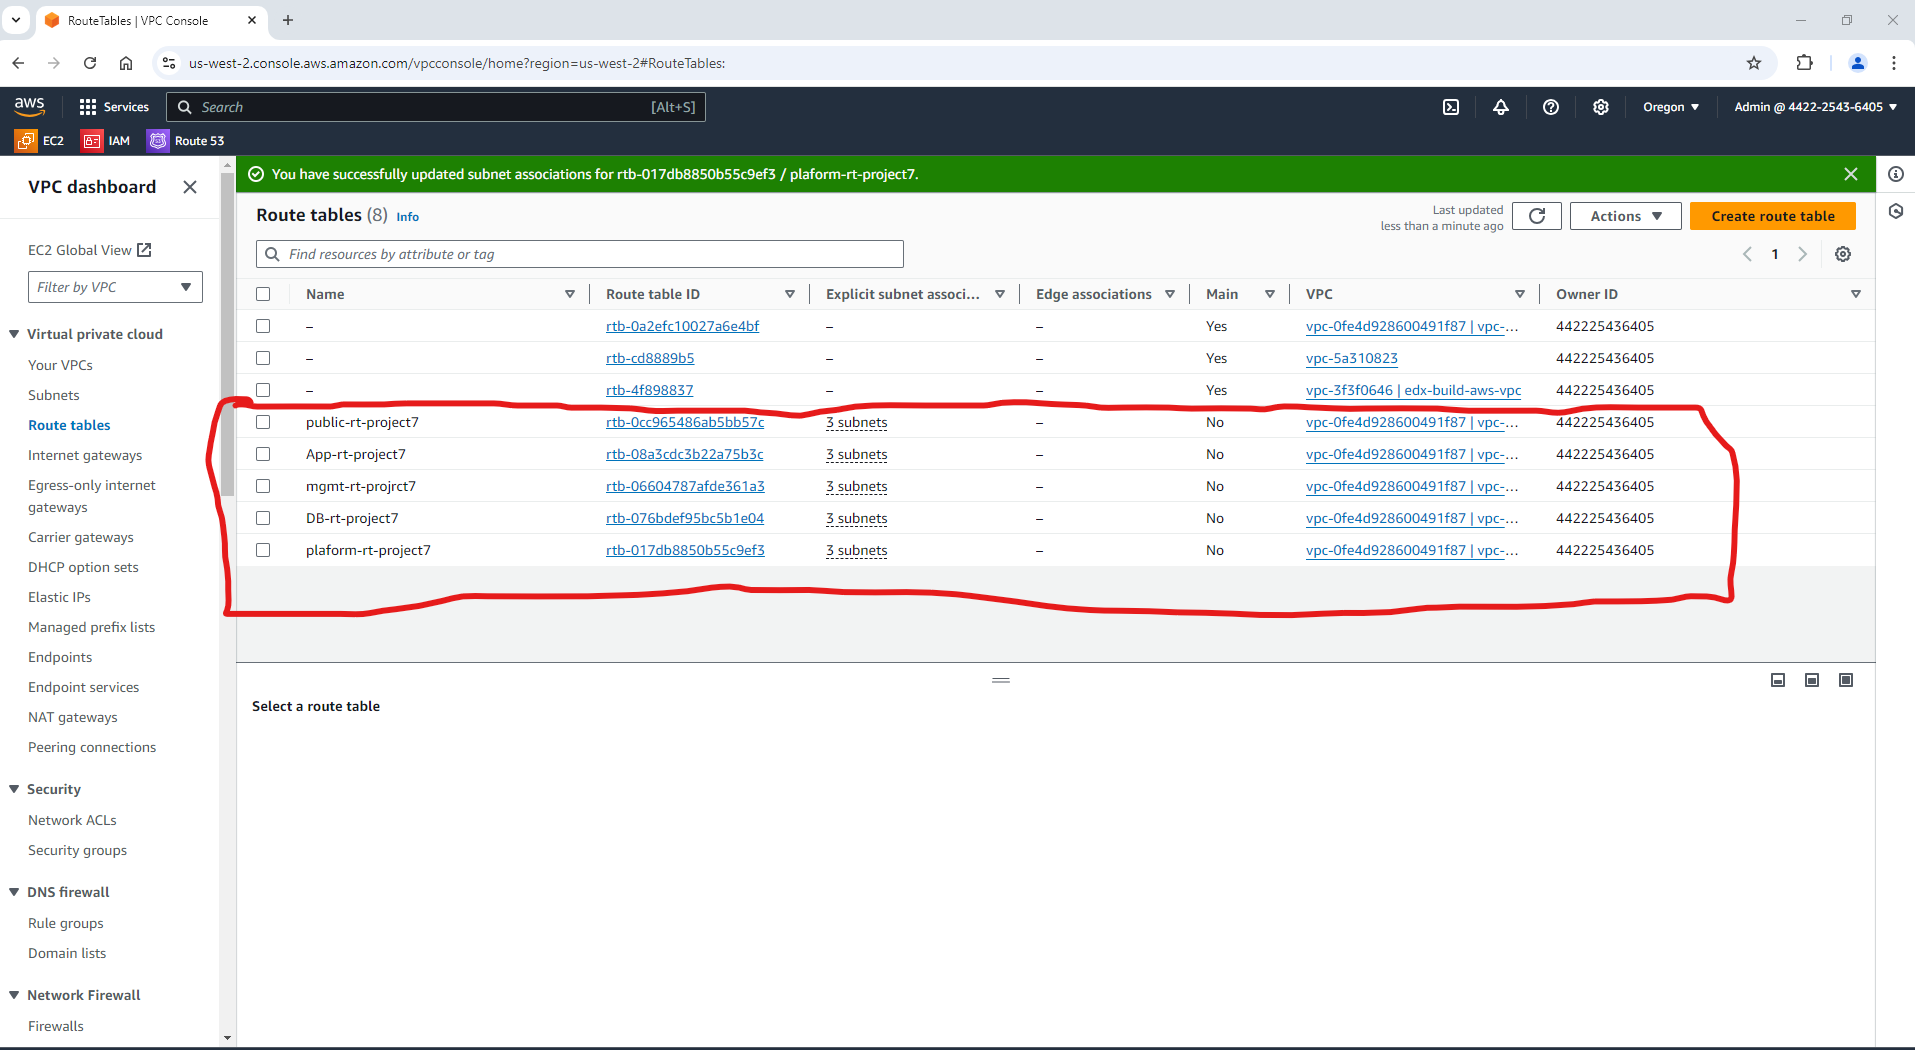 RouteTables | VPC Console
us-west-2.console.aws.amazon.com/vpcconsole/home?region=us-west-2#RouteTables:
aws Services Search [Alt+S] Oregon Admin @ 4422-2543-6405
EC2 IAM Route 53
VPC dashboard
EC2 Global View
Filter by VPC
Virtual private cloud
Your VPCs
Subnets
Route tables
Internet gateways
Egress-only internet
gateways
Carrier gateways
DHCP option sets
Elastic IPs
Managed prefix lists
Endpoints
Endpoint services
NAT gateways
Peering connections
Security
Network ACLs
Security groups
DNS firewall
Rule groups
Domain lists
Network Firewall
Firewalls
You have successfully updated subnet associations for rtb-017db8850b55c9ef3 / plaform-rt-project7.
Route tables (8) Info
Last updated
less than a minute ago
Actions
Create route table
Find resources by attribute or tag
1
Name Route table ID Explicit subnet associ... Edge associations Main VPC Owner ID
– rtb-0a2efc10027a6e4bf – – Yes vpc-0fe4d928600491f87 | vpc-... 442225436405
– rtb-cd8889b5 – – Yes vpc-5a310823 442225436405
– rtb-4f898837 – – Yes vpc-3f3f0646 | edx-build-aws-vpc 442225436405
public-rt-project7 rtb-0cc965486ab5bb57c 3 subnets – No vpc-0fe4d928600491f87 | vpc-... 442225436405
App-rt-project7 rtb-08a3cdc3b22a75b3c 3 subnets – No vpc-0fe4d928600491f87 | vpc-... 442225436405
mgmt-rt-projrct7 rtb-06604787afde361a3 3 subnets – No vpc-0fe4d928600491f87 | vpc-... 442225436405
DB-rt-project7 rtb-076bdef95bc5b1e04 3 subnets – No vpc-0fe4d928600491f87 | vpc-... 442225436405
plaform-rt-project7 rtb-017db8850b55c9ef3 3 subnets – No vpc-0fe4d928600491f87 | vpc-... 442225436405
Select a route table